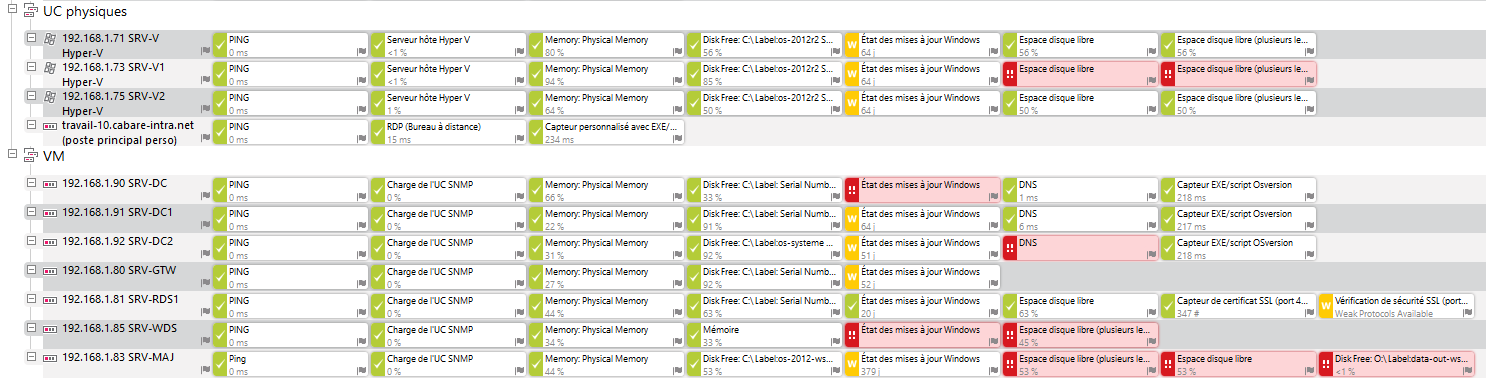 UC physiques
192.168.1.71 SRV-V
Hyper-V
PING
0 ms
Serveur hôte Hyper V
<1 %
Memory: Physical Memory
80 %
Disk Free: C:\ Label:os-2012r2 S...
56 %
W
État des mises à jour Windows
64 j
Espace disque libre
56 %
Espace disque libre (plusieurs le...
56 %
192.168.1.73 SRV-V1
Hyper-V
PING
0 ms
Serveur hôte Hyper V
<1 %
Memory: Physical Memory
94 %
Disk Free: C:\ Label:os-2012r2 S...
85 %
W
État des mises à jour Windows
64 j
!!
Espace disque libre
!!
Espace disque libre (plusieurs le...
192.168.1.75 SRV-V2
Hyper-V
PING
0 ms
Serveur hôte Hyper V
1 %
Memory: Physical Memory
64 %
Disk Free: C:\ Label:os-2012r2 S...
50 %
W
État des mises à jour Windows
64 j
Espace disque libre
50 %
Espace disque libre (plusieurs le...
50 %
travail-10.cabare-intra.net
(poste principal perso)
PING
0 ms
RDP (Bureau à distance)
15 ms
Capteur personnalisé avec EXE/...
234 ms
VM
192.168.1.90 SRV-DC
PING
0 ms
Charge de l'UC SNMP
0 %
Memory: Physical Memory
66 %
Disk Free: C:\ Label: Serial Numb...
33 %
!!
État des mises à jour Windows
DNS
1 ms
Capteur EXE/script Osversion
218 ms
192.168.1.91 SRV-DC1
PING
0 ms
Charge de l'UC SNMP
0 %
Memory: Physical Memory
22 %
Disk Free: C:\ Label: Serial Numb...
91 %
W
État des mises à jour Windows
64 j
DNS
6 ms
Capteur EXE/script Osversion
217 ms
192.168.1.92 SRV-DC2
PING
0 ms
Charge de l'UC SNMP
0 %
Memory: Physical Memory
31 %
Disk Free: C:\ Label:os-systeme ...
92 %
W
État des mises à jour Windows
51 j
!!
DNS
Capteur EXE/script OSversion
218 ms
192.168.1.80 SRV-GTW
PING
0 ms
Charge de l'UC SNMP
0 %
Memory: Physical Memory
27 %
Disk Free: C:\ Label: Serial Numb...
92 %
W
État des mises à jour Windows
52 j
192.168.1.81 SRV-RDS1
PING
0 ms
Charge de l'UC SNMP
0 %
Memory: Physical Memory
44 %
Disk Free: C:\ Label: Serial Numb...
63 %
État des mises à jour Windows
20 j
Espace disque libre
63 %
Capteur de certificat SSL (port 4...
347 #
W
Vérification de sécurité SSL (port...
Weak Protocols Available
192.168.1.85 SRV-WDS
PING
0 ms
Charge de l'UC SNMP
0 %
Memory: Physical Memory
34 %
Mémoire
33 %
!!
État des mises à jour Windows
!!
Espace disque libre (plusieurs le...
45 %
192.168.1.83 SRV-MAJ
Ping
0 ms
Charge de l'UC SNMP
0 %
Memory: Physical Memory
44 %
Disk Free: C:\ Label:os-2012-ws...
53 %
W
État des mises à jour Windows
379 j
!!
Espace disque libre (plusieurs le...
53 %
!!
Espace disque libre
53 %
!!
Disk Free: O:\ Label:data-out-ws...
<1 %